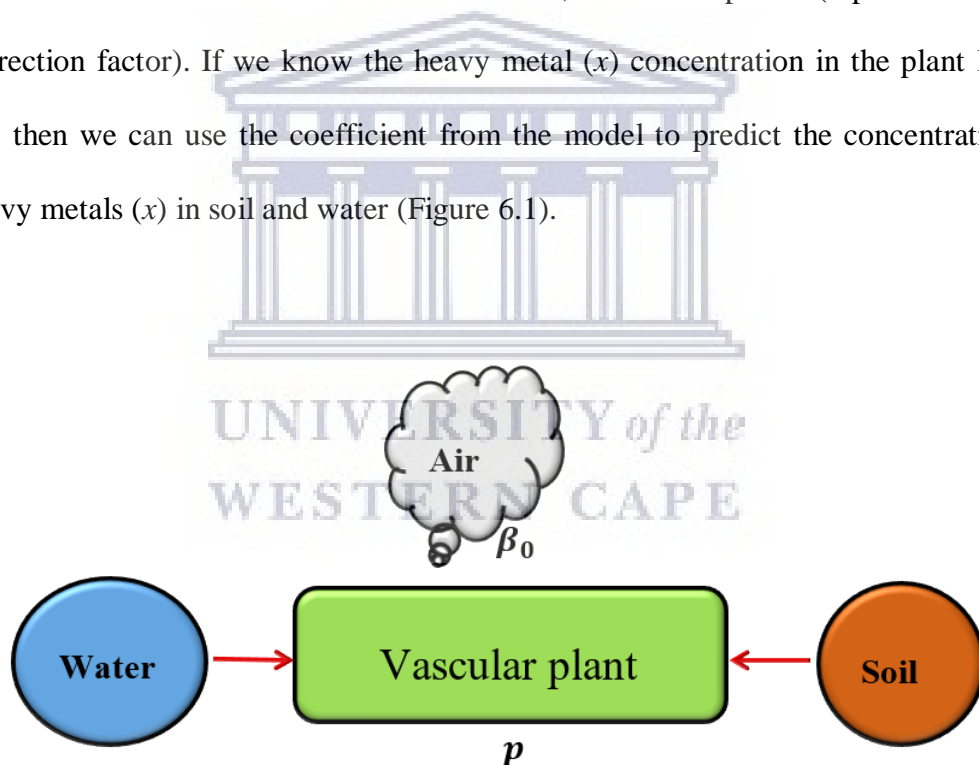 rection factor). If we know the heavy metal (x) concentration in the plant
then we can use the coefficient from the model to predict the
vy metals (x) in soil and water (Figure 6.1).
UNIVERSITY of the
WESTERN CAPE
Air
β₀
Water
Vascular plant
Soil
p